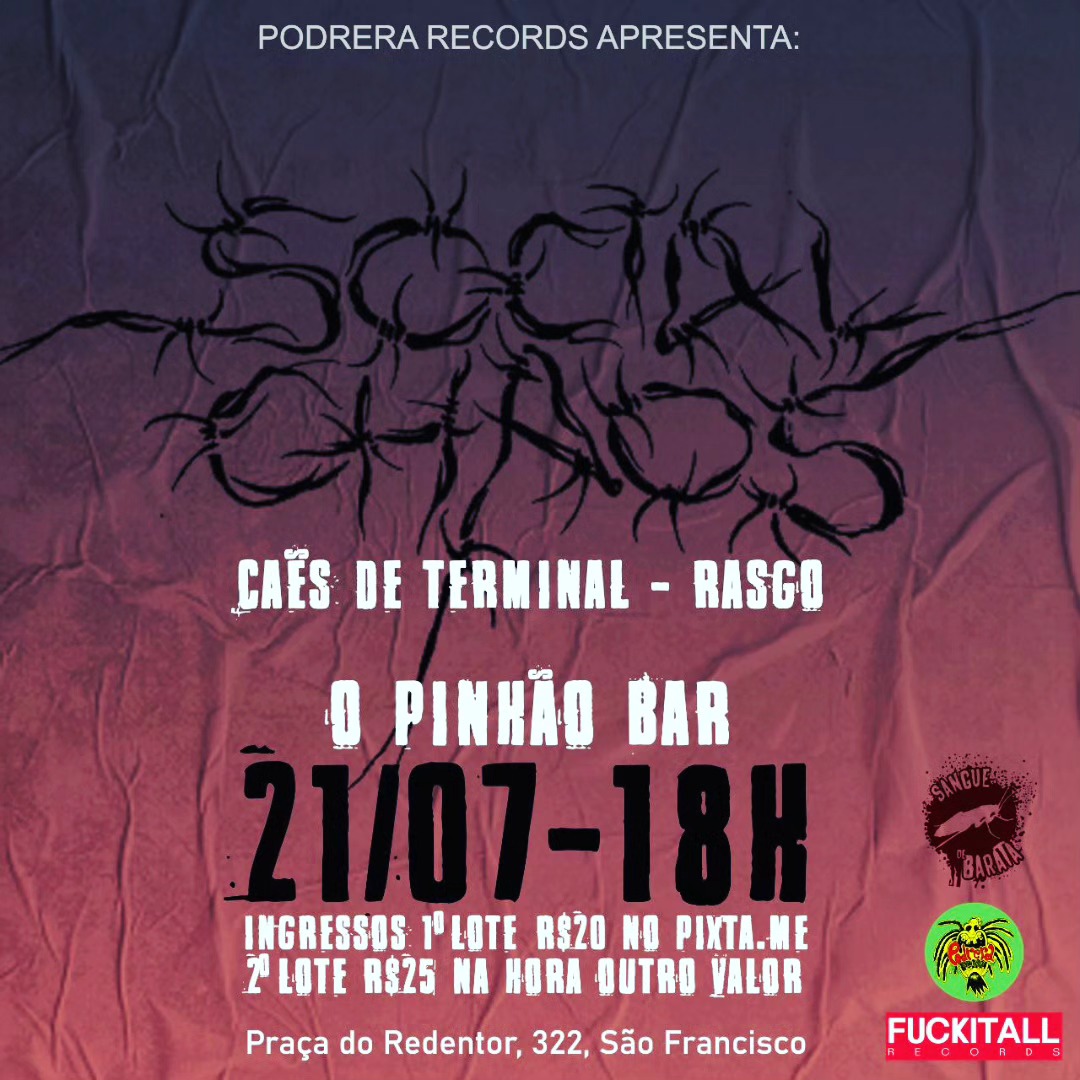 PODRERA RECORDS APRESENTA:
SOCIAL
CHAOS
CAÊS DE TERMINAL - RASGO
O PINHÃO BAR
21/07-18H
INGRESSOS 1º LOTE R$20 NO PIXTA.ME
2º LOTE R$25 NA HORA OUTRO VALOR
Praça do Redentor, 322, São Francisco
SANGUE
DE
BARATA
Podrera
FUCKITALL
RECORDS